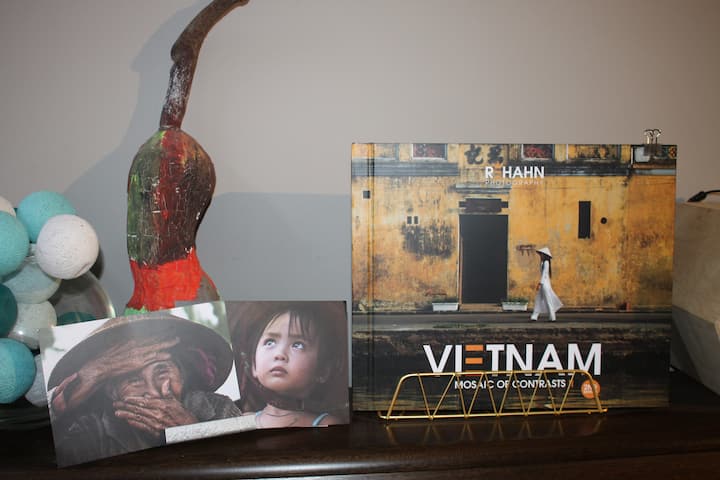 R HAHN
PHOTOGRAPHY
VIETNAM
MOSAIC OF CONTRASTS